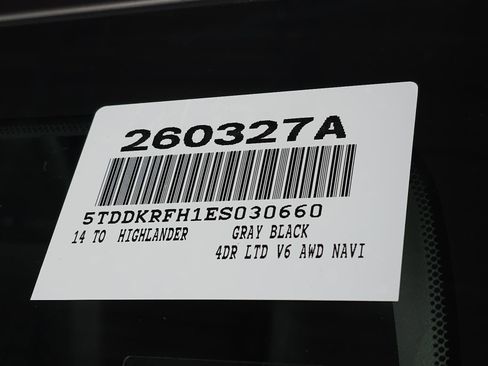 260327A
5TDDKRFH1ES030660
14 TO HIGHLANDER GRAY BLACK
4DR LTD V6 AWD NAVI